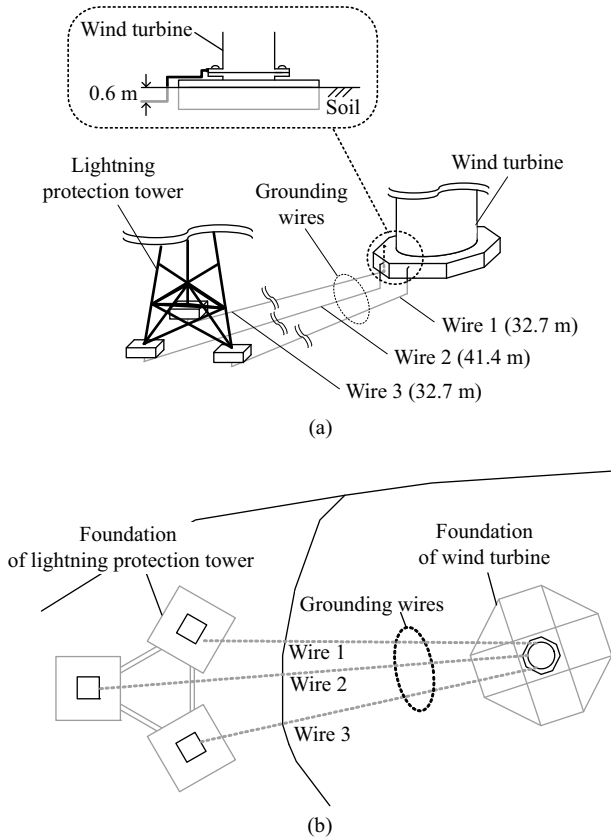 Wind turbine
0.6 m
Soil
Lightning
protection tower
Grounding
wires
Wind turbine
Wire 1 (32.7 m)
Wire 2 (41.4 m)
Wire 3 (32.7 m)
(a)
Foundation
of lightning protection tower
Foundation
of wind turbine
Grounding wires
Wire 1
Wire 2
Wire 3
(b)